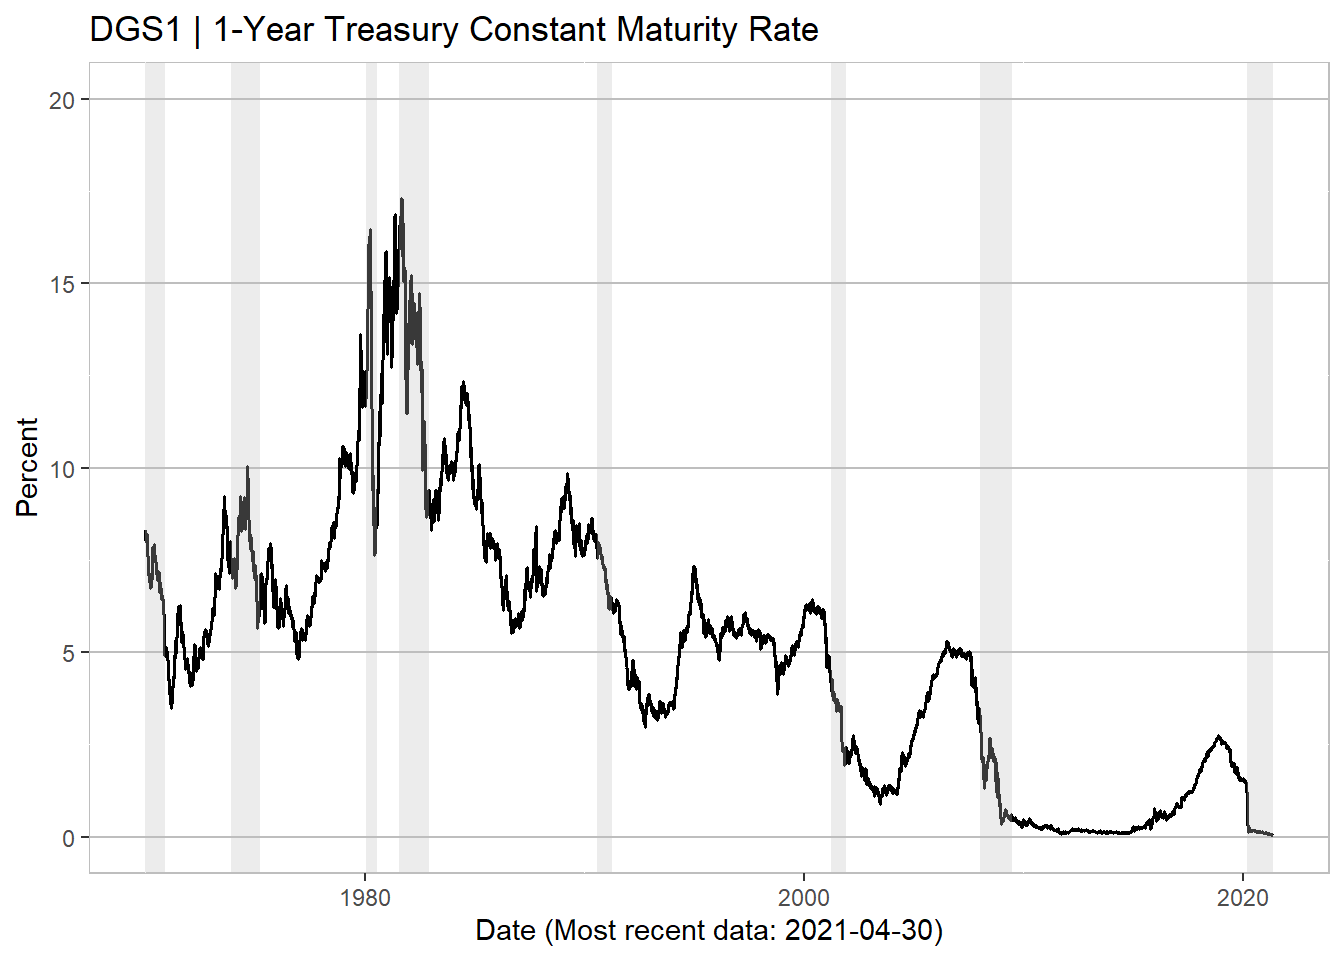 DGS1 | 1-Year Treasury Constant Maturity Rate
20
15
10
5
0
Percent
1980
2000
2020
Date (Most recent data: 2021-04-30)